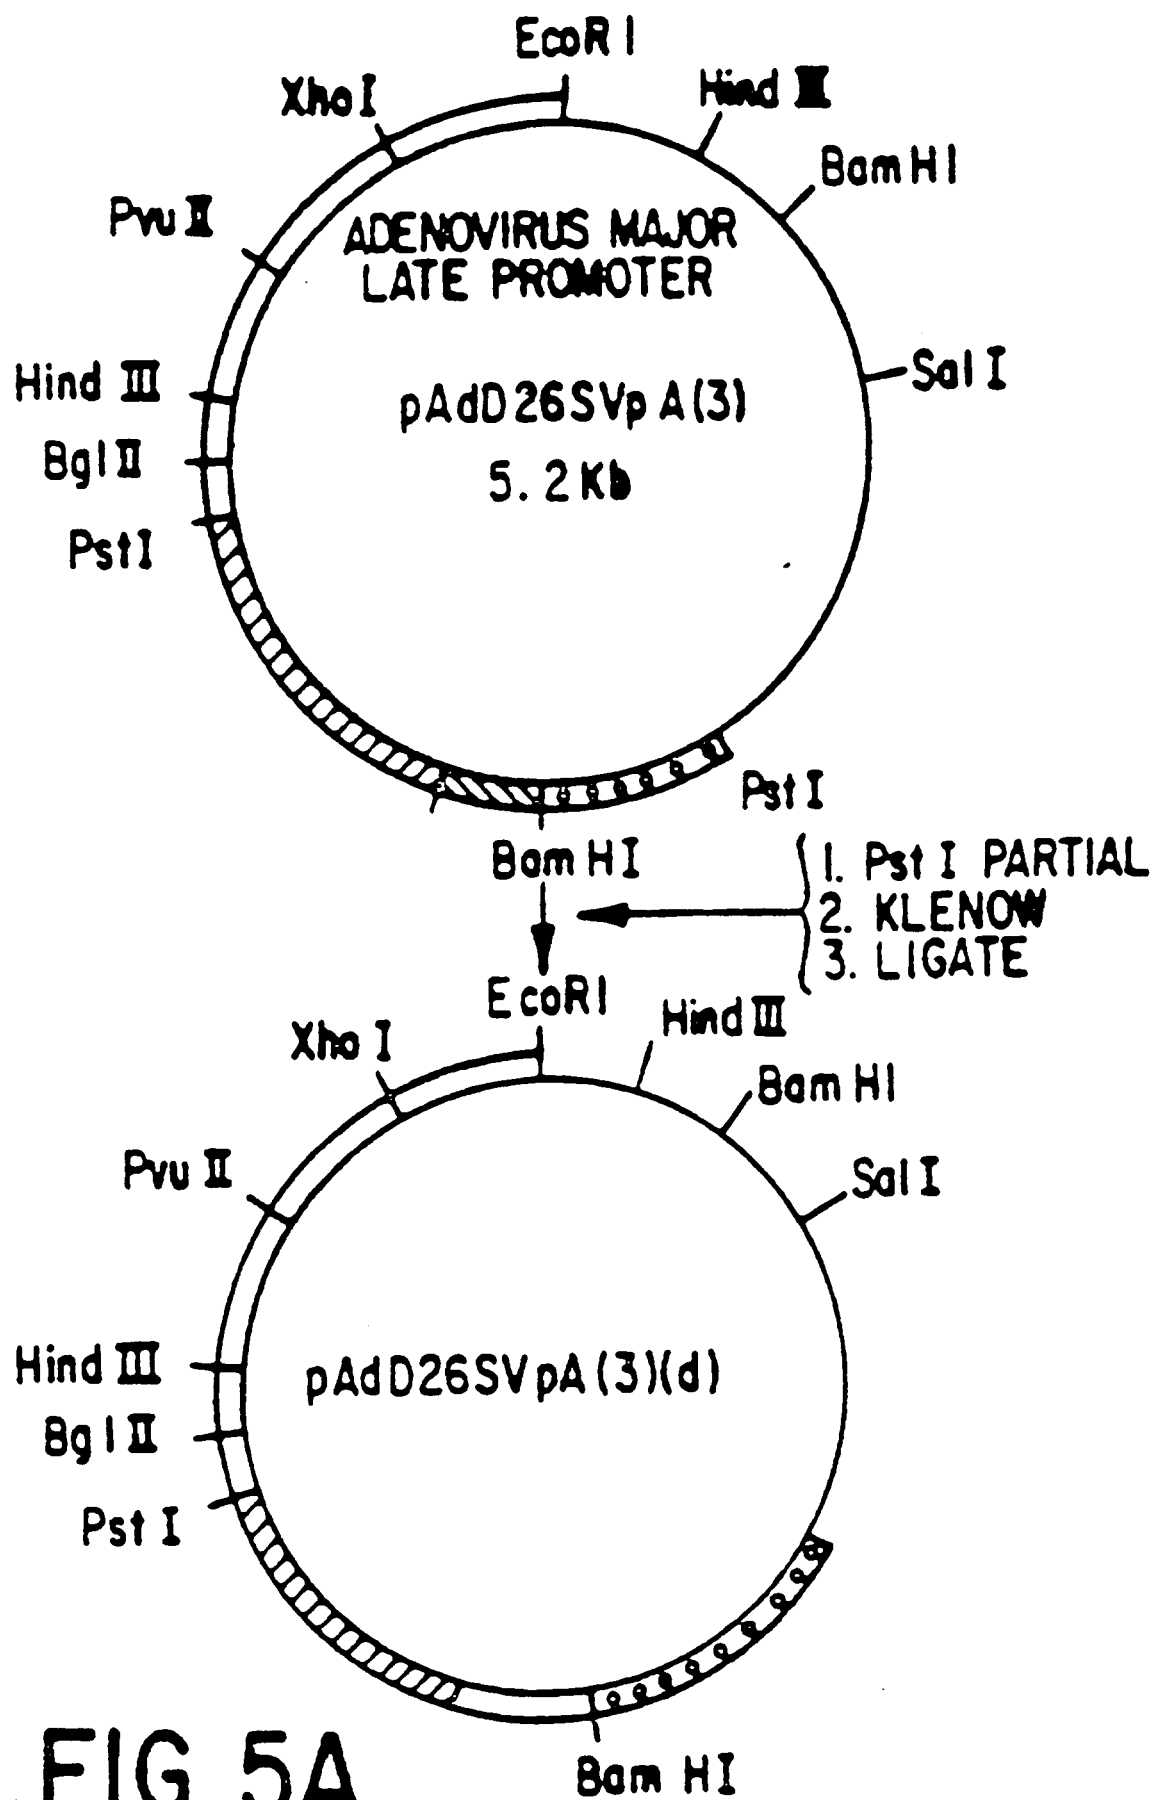 EcoR I
Xho I
Hind III
Bam HI
Pvu II
ADENOVIRUS MAJOR
LATE PROMOTER
Hind III
Sal I
pAdD26SVpA(3)
Bgl II
5.2Kb
Pst I
Pst I
Bam HI
1. Pst I PARTIAL
2. KLENOW
3. LIGATE
EcoRI
Hind III
Xho I
Bam HI
Pvu II
Sal I
Hind III
pAdD26SVpA(3)(d)
Bgl II
Pst I
Bam HI
FIG. 5A